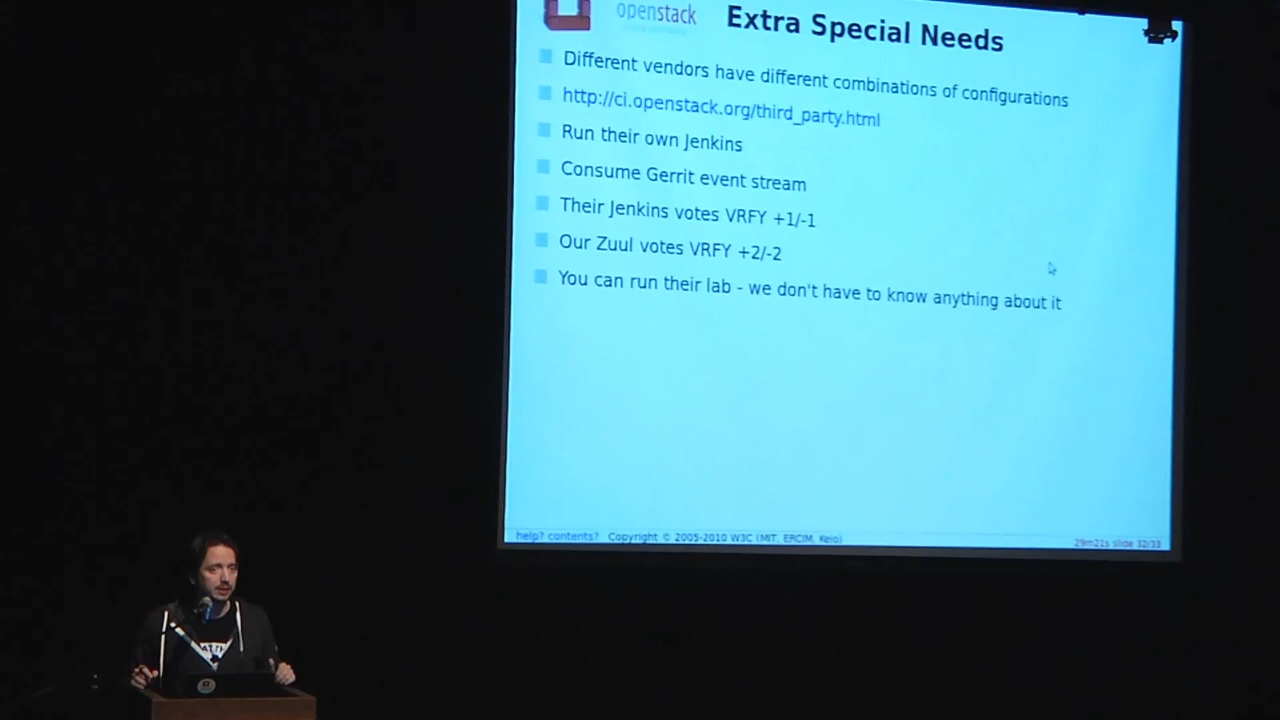 openstack
Extra Special Needs
Different vendors have different combinations of configurations
http://ci.openstack.org/third_party.html
Run their own Jenkins
Consume Gerrit event stream
Their Jenkins votes VRFY +1/-1
Our Zuul votes VRFY +2/-2
You can run their lab - we don't have to know anything about it
help? contents? Copyright © 2005-2010 W3C (MIT, ERCIM, Keio)
29m21s slide 32/33